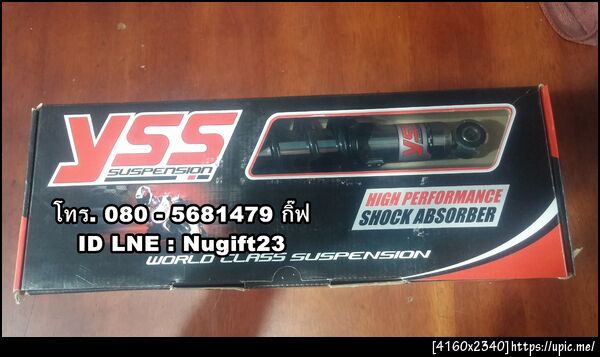 YSS
SUSPENSION
YSS
HIGH PERFORMANCE
SHOCK ABSORBER
โทร. 080 - 5681479 กิ๊ฟ
ID LNE : Nugift23
WORLD CLASS SUSPENSION
[4160x2340]https://upic.me/